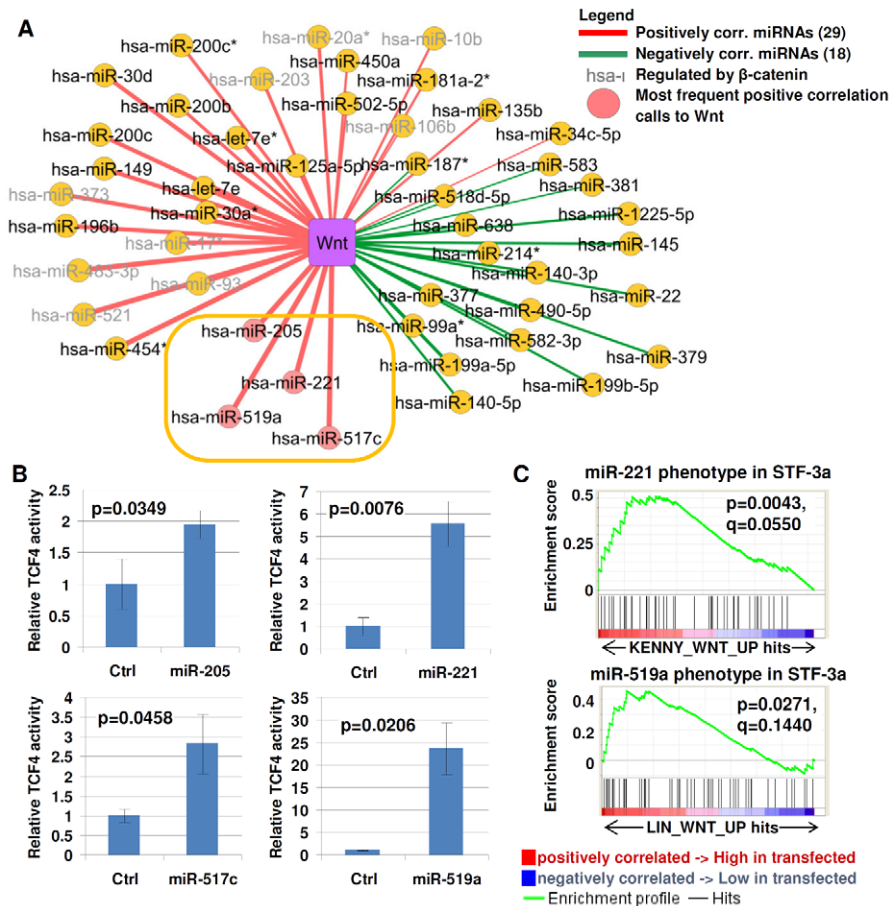 A
Legend
Positively corr. miRNAs (29)
Negatively corr. miRNAs (18)
hsa-
Regulated by β-catenin
Most frequent positive correlation
calls to Wnt
hsa-miR-20a*
hsa-miR-10b
hsa-miR-200c*
hsa-miR-450a
hsa-miR-30d
hsa-miR-203
hsa-miR-181a-2*
hsa-miR-200b
hsa-miR-502-5p
hsa-miR-135b
hsa-miR-106b
hsa-miR-200c
hsa-let-7e*
hsa-miR-34c-5p
hsa-miR-149
hsa-miR-125a-5p
hsa-miR-187*
hsa-miR-583
hsa-let-7e
hsa-miR-381
hsa-miR-373
hsa-miR-518d-5p
hsa-miR-30a*
hsa-miR-1225-5p
hsa-miR-196b
hsa-miR-638
hsa-miR-17*
Wnt
hsa-miR-145
hsa-miR-214*
hsa-miR-485-3p
hsa-miR-140-3p
hsa-miR-93
hsa-miR-377
hsa-miR-22
hsa-miR-521
hsa-miR-490-5p
hsa-miR-205
hsa-miR-99a*
hsa-miR-454*
hsa-miR-582-3p
hsa-miR-379
hsa-miR-199a-5p
hsa-miR-221
hsa-miR-199b-5p
hsa-miR-519a
hsa-miR-140-5p
hsa-miR-517c
B
Relative TCF4 activity
2.5
2
1.5
1
0.5
0
p=0.0349
Ctrl miR-205
Relative TCF4 activity
7
6
5
4
3
2
1
0
p=0.0076
Ctrl miR-221
Relative TCF4 activity
4
3.5
3
2.5
2
1.5
1
0.5
0
p=0.0458
Ctrl miR-517c
Relative TCF4 activity
35
30
25
20
15
10
5
0
p=0.0206
Ctrl miR-519a
C
miR-221 phenotype in STF-3a
Enrichment score
0.5
0.25
0
p=0.0043,
q=0.0550
KENNY_WNT_UP hits
miR-519a phenotype in STF-3a
Enrichment score
0.4
0.2
0
p=0.0271,
q=0.1440
LIN_WNT_UP hits
positively correlated -> High in transfected
negatively correlated -> Low in transfected
Enrichment profile
Hits